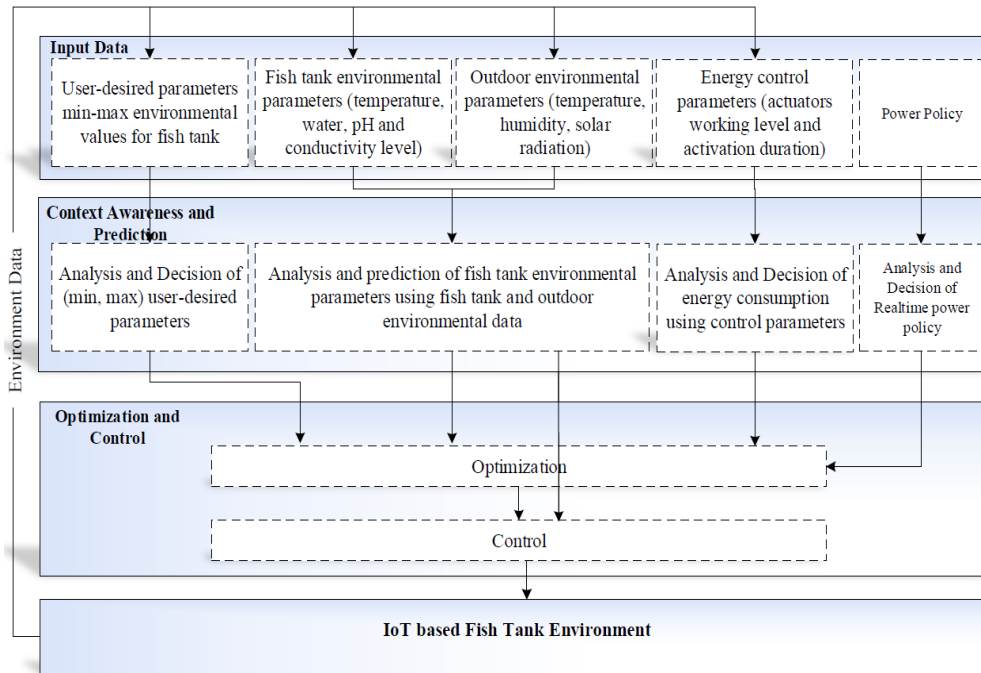 Input Data
User-desired parameters
min-max environmental
values for fish tank
Fish tank environmental
parameters (temperature,
water, pH and
conductivity level)
Outdoor environmental
parameters (temperature,
humidity, solar
radiation)
Energy control
parameters (actuators
working level and
activation duration)
Power Policy
Environment Data
Context Awareness and
Prediction
Analysis and Decision of
(min, max) user-desired
parameters
Analysis and prediction of fish tank environmental
parameters using fish tank and outdoor
environmental data
Analysis and Decision of
energy consumption
using control parameters
Analysis and
Decision of
Realtime power
policy
Optimization and
Control
Optimization
Control
IoT based Fish Tank Environment